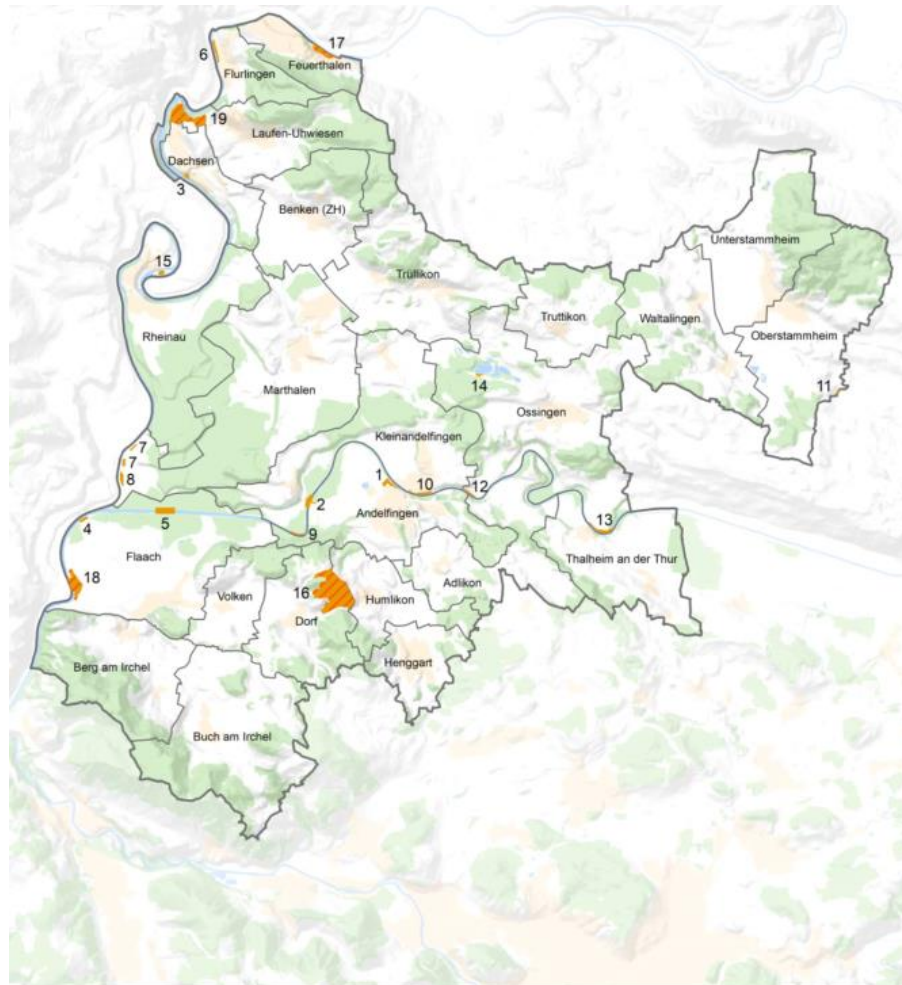 17
6
Feuerthalen
Flurlingen
19
Laufen-Uhwiesen
Dachsen
3
Benken (ZH)
Unterstammheim
15
Trüllikon
Truttikon
Waltalingen
Rheinau
Oberstammheim
14
11
Marthalen
Ossingen
Kleinandelfingen
7
7
8
1
10
12
2
Andelfingen
4
5
9
13
Flaach
Thalheim an der Thur
18
Adlikon
16
Volken
Humlikon
Dorf
Henggart
Berg am Irchel
Buch am Irchel